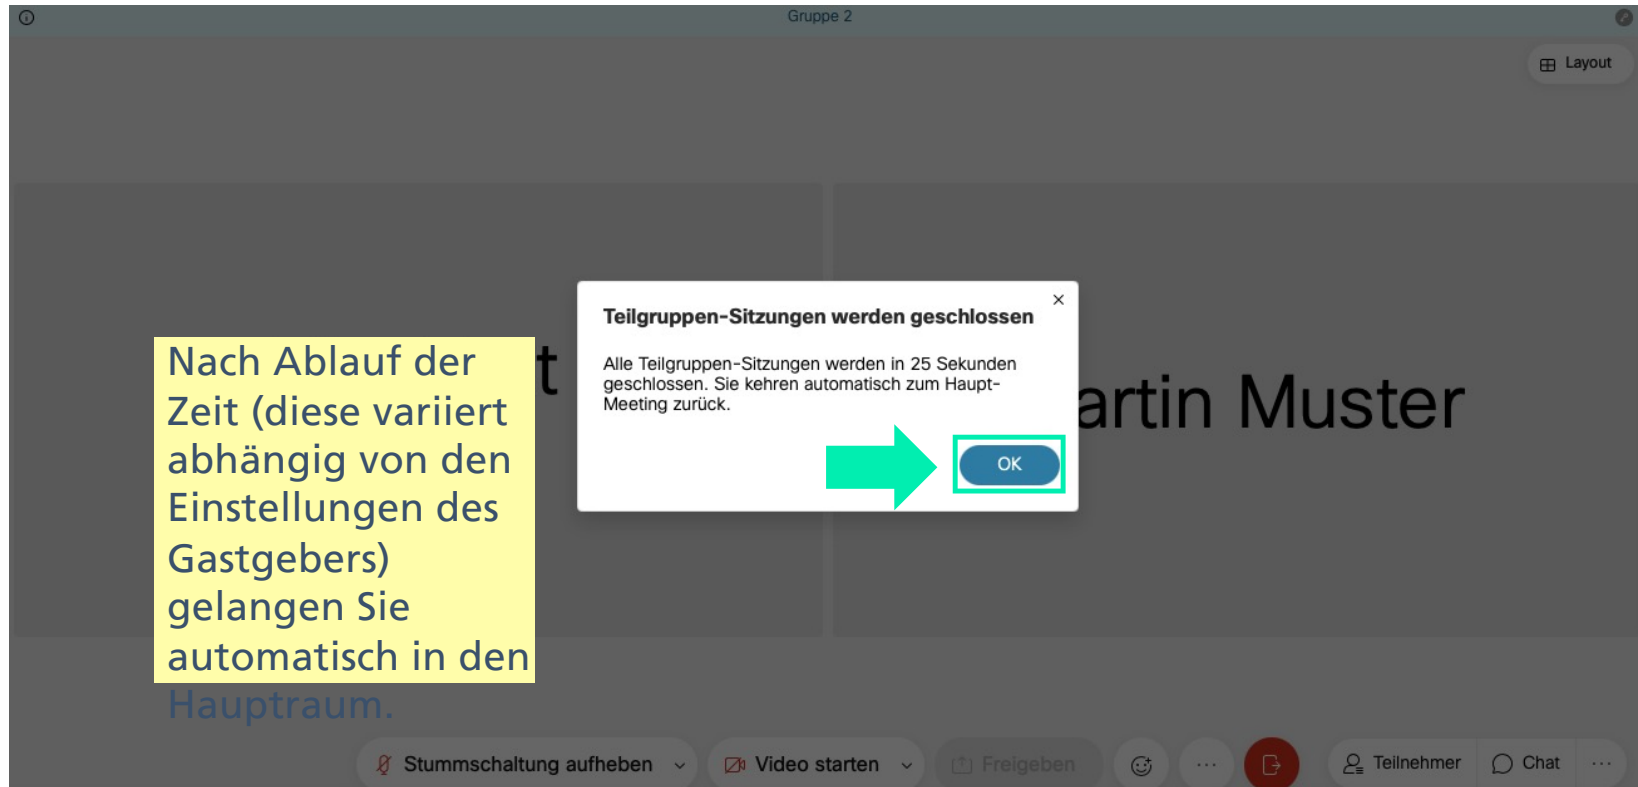 Gruppe 2
Layout
Teilgruppen-Sitzungen werden geschlossen
Alle Teilgruppen-Sitzungen werden in 25 Sekunden
geschlossen. Sie kehren automatisch zum Haupt-
Meeting zurück.
OK
Nach Ablauf der
Zeit (diese variiert
abhängig von den
Einstellungen des
Gastgebers)
gelangen Sie
automatisch in den
Hauptraum.
t
artin Muster
Stummschaltung aufheben
Video starten
Freigeben
Teilnehmer
Chat